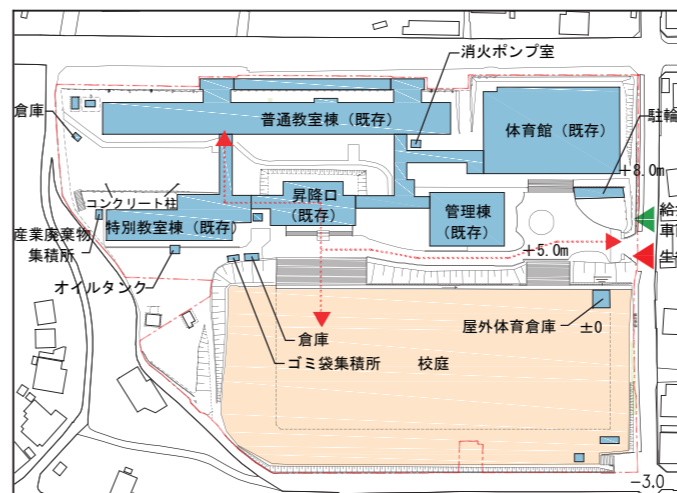 消火ポンプ室
倉庫
普通教室棟（既存）
体育館（既存）
駐輪
+8.0m
コンクリート柱
昇降口
（既存）
管理棟
（既存）
産業廃棄物
集積所
特別教室棟（既存）
+5.0m
オイルタンク
倉庫
ゴミ袋集積所
校庭
屋外体育倉庫
±0
-3.0